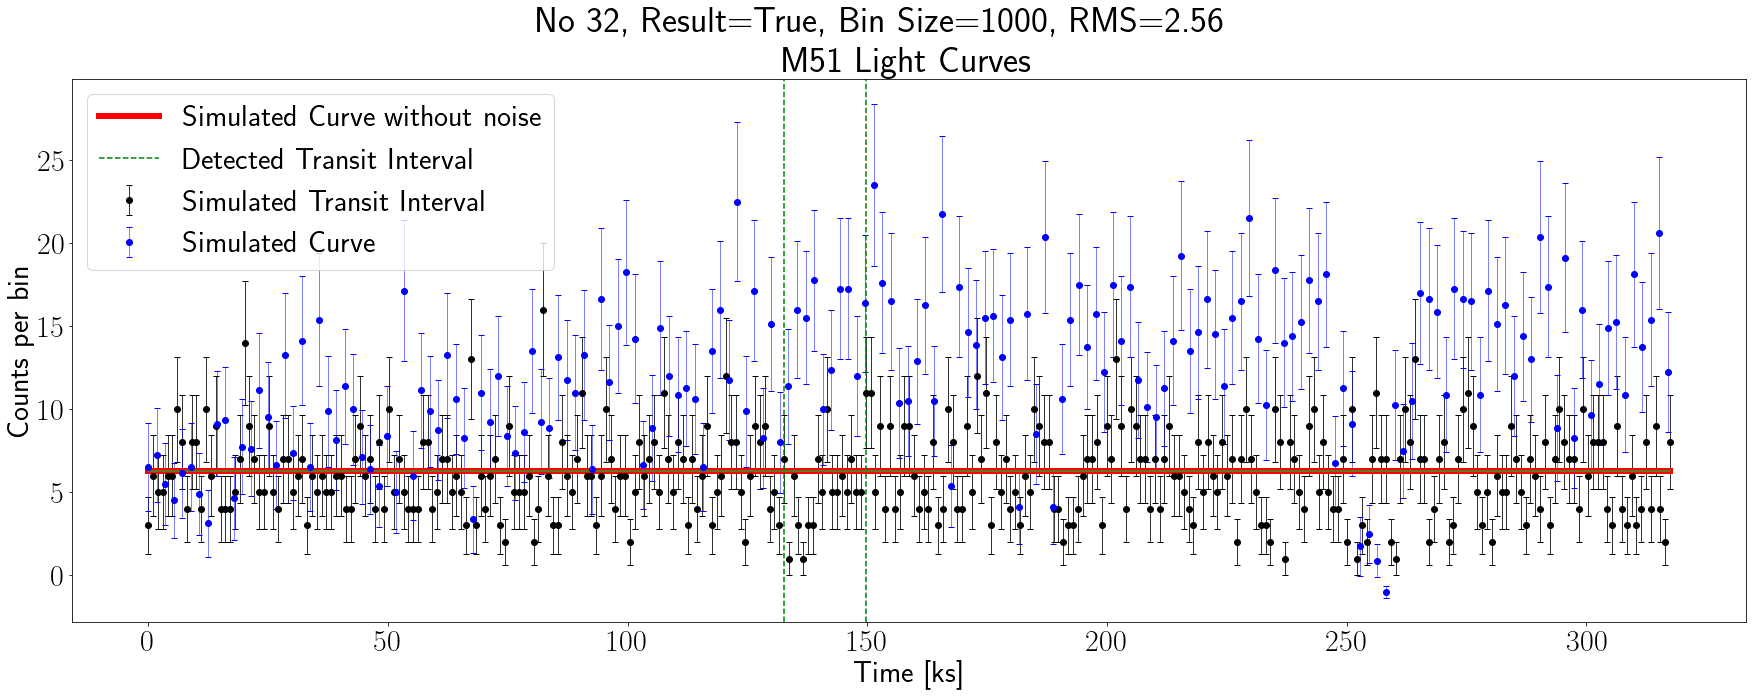 No 32, Result=True, Bin Size=1000, RMS=2.56
M51 Light Curves
Simulated Curve without noise
Detected Transit Interval
Simulated Transit Interval
Simulated Curve
Counts per bin
25
20
15
10
5
0
0 50 100 150 200 250 300
Time [ks]